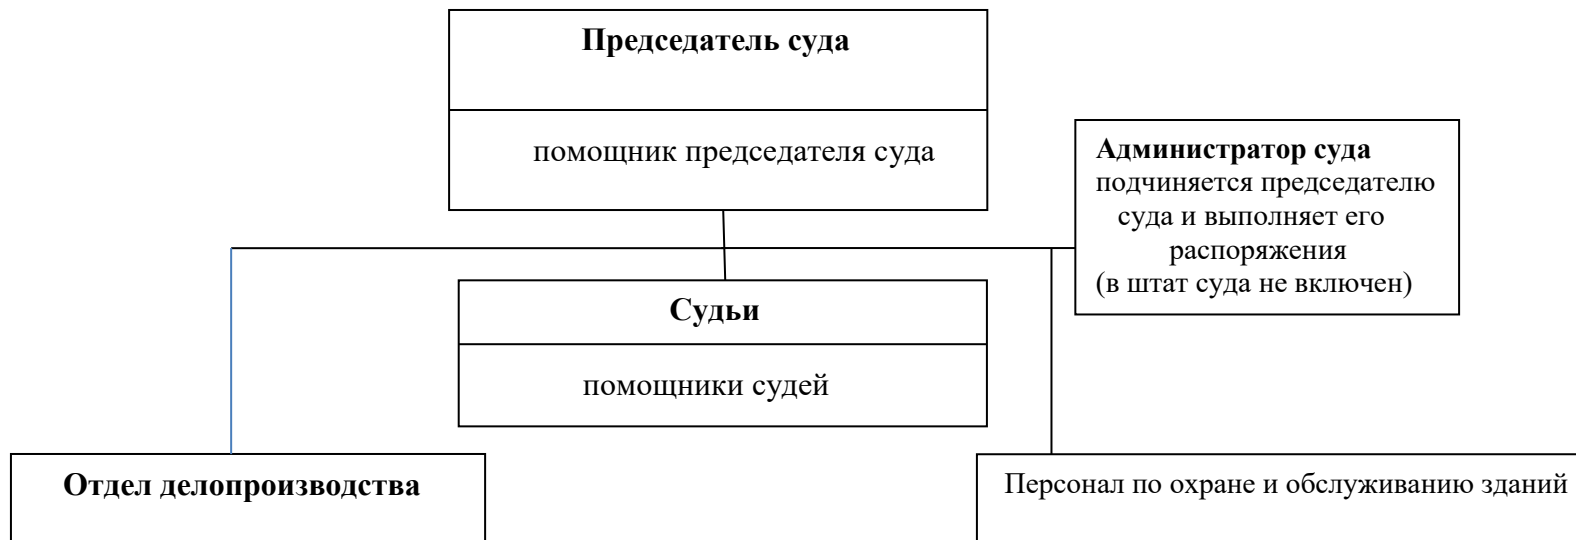 Председатель суда
помощник председателя суда
Администратор суда
подчиняется председателю
суда и выполняет его
распоряжения
(в штат суда не включен)
Судьи
помощники судей
Отдел делопроизводства
Персонал по охране и обслуживанию зданий